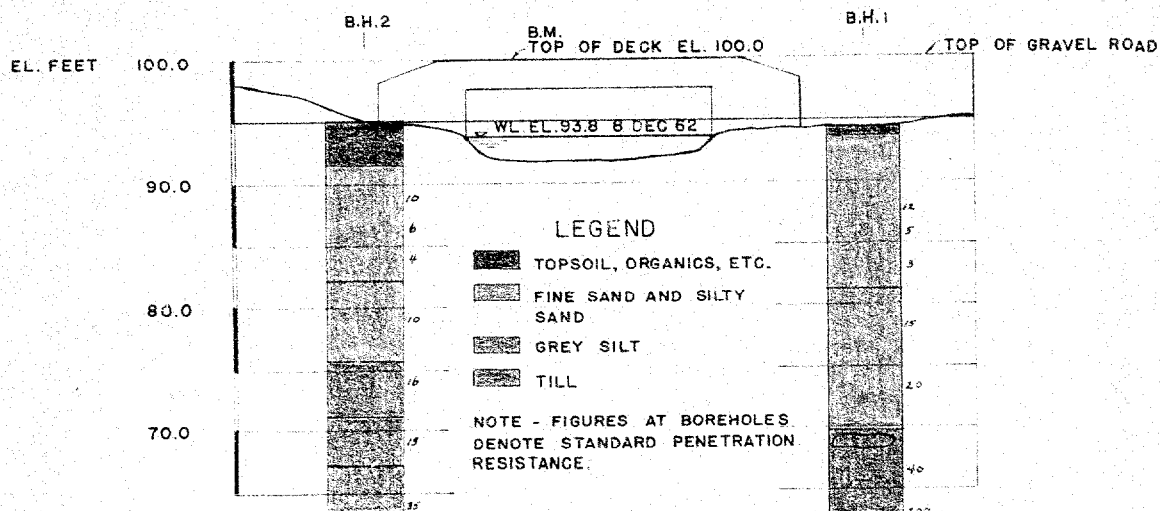 B.H.2
B.H.1
B.M.
TOP OF DECK EL. 100.0
TOP OF GRAVEL ROAD
EL. FEET 100.0
WL EL. 93.8 8 DEC 62
90.0
10
6
4
12
5
3
LEGEND
TOPSOIL, ORGANICS, ETC.
FINE SAND AND SILTY
SAND
GREY SILT
TILL
80.0
10
15
16
20
NOTE - FIGURES AT BOREHOLES
DENOTE STANDARD PENETRATION
RESISTANCE.
70.0
15
40
35